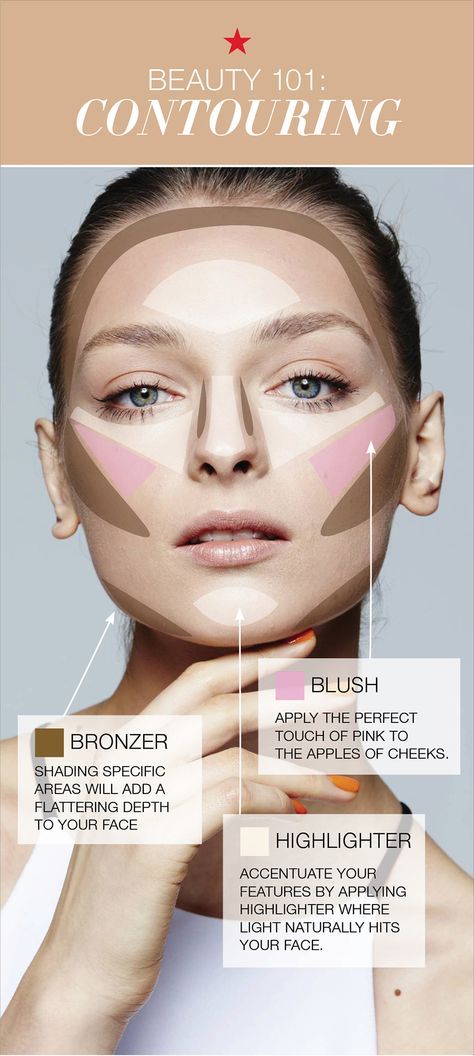 BEAUTY 101:
CONTOURING
BLUSH
APPLY THE PERFECT
TOUCH OF PINK TO
THE APPLES OF CHEEKS.
BRONZER
SHADING SPECIFIC
AREAS WILL ADD A
FLATTERING DEPTH
TO YOUR FACE
HIGHLIGHTER
ACCENTUATE YOUR
FEATURES BY APPLYING
HIGHLIGHTER WHERE
LIGHT NATURALLY HITS
YOUR FACE.